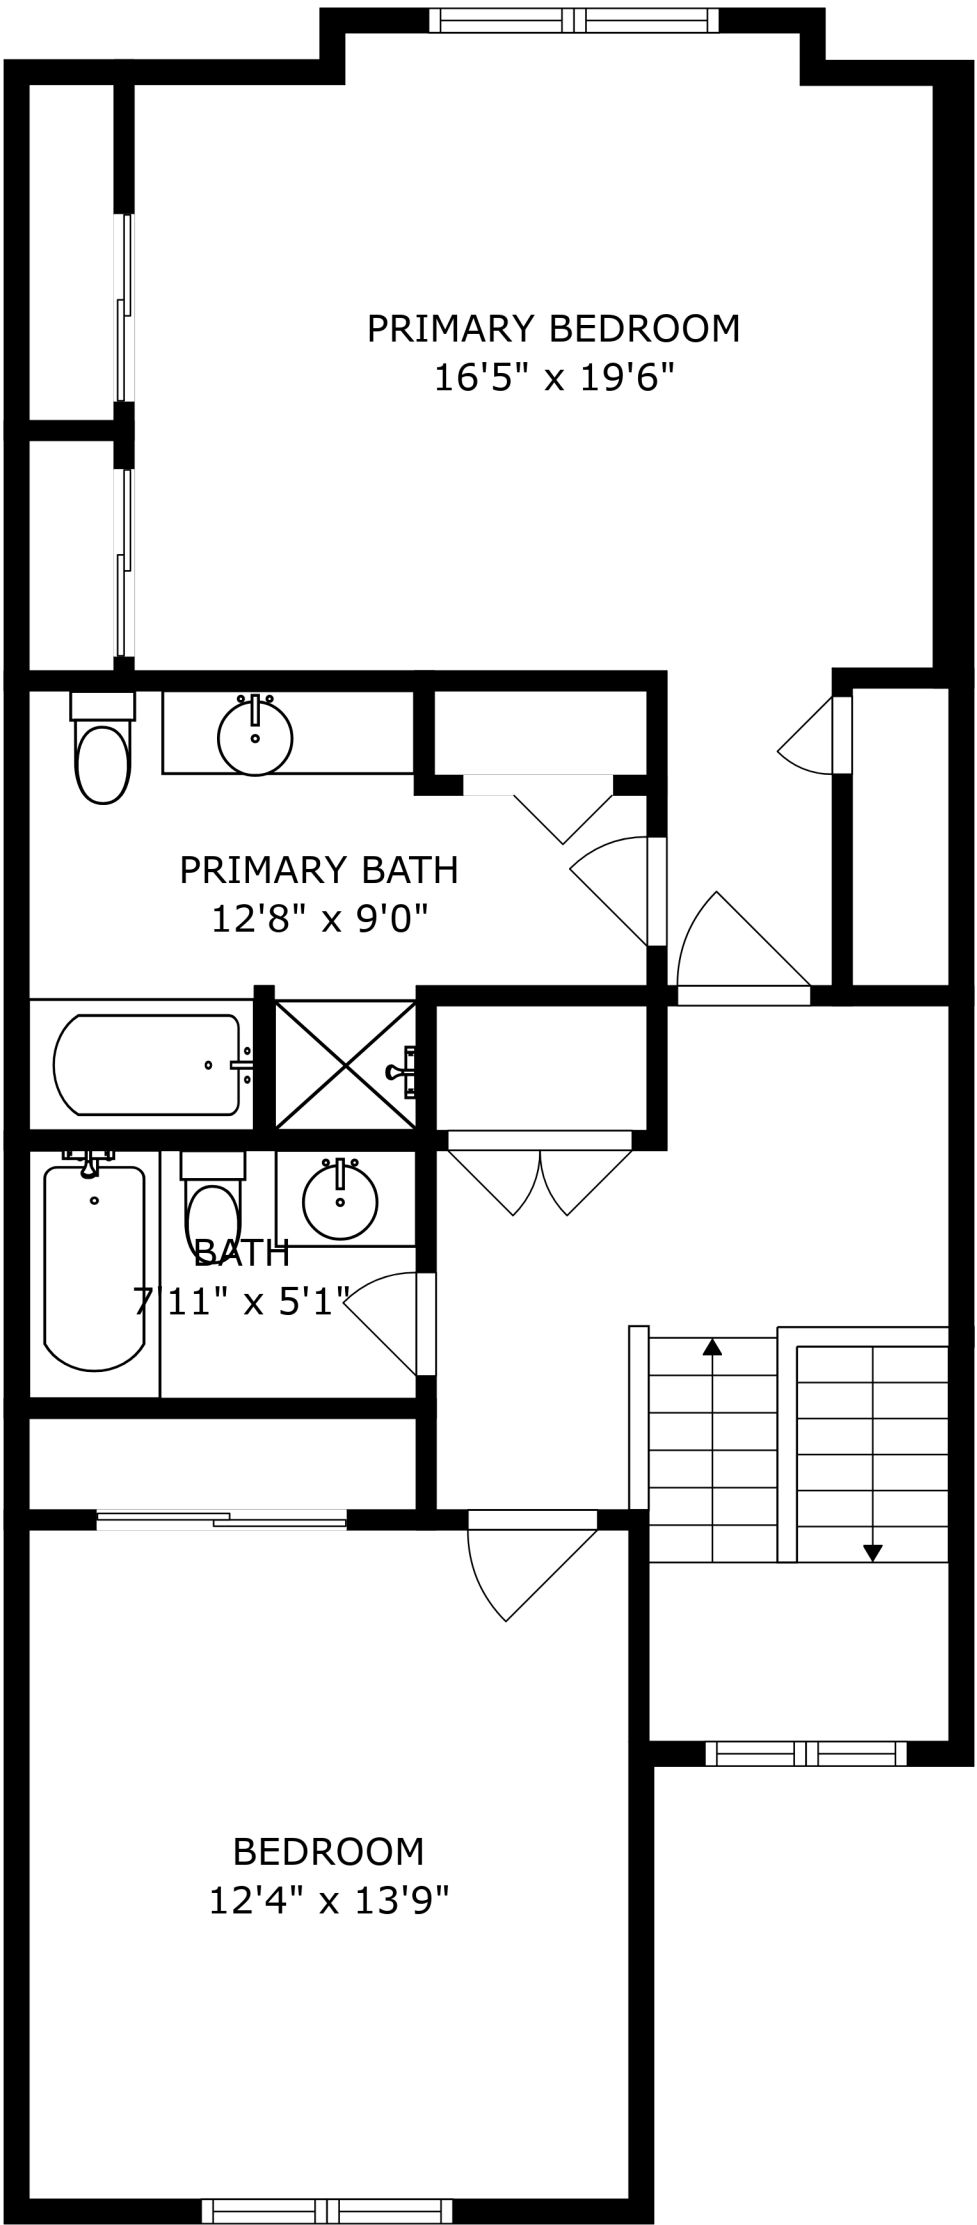 PRIMARY BEDROOM
16'5" x 19'6"
PRIMARY BATH
12'8" x 9'0"
BATH
7'11" x 5'1"
BEDROOM
12'4" x 13'9"